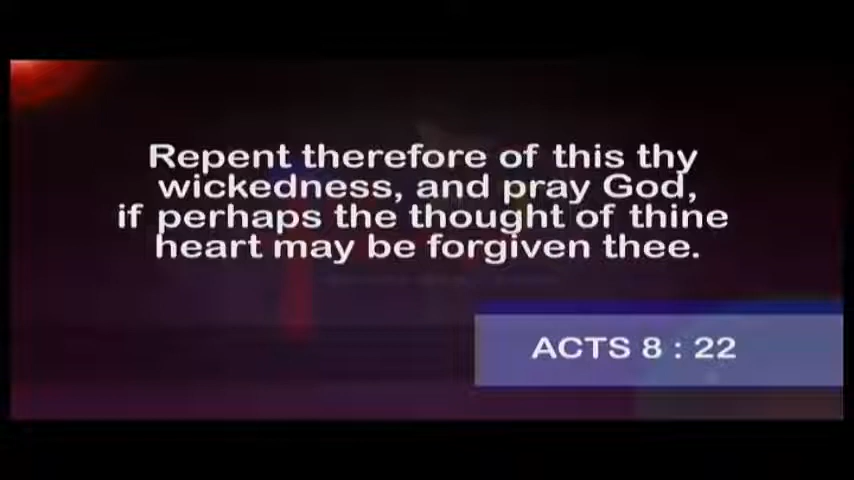 Repent therefore of this thy
wickedness, and pray God,
if perhaps the thought of thine
heart may be forgiven thee.
ACTS 8 : 22